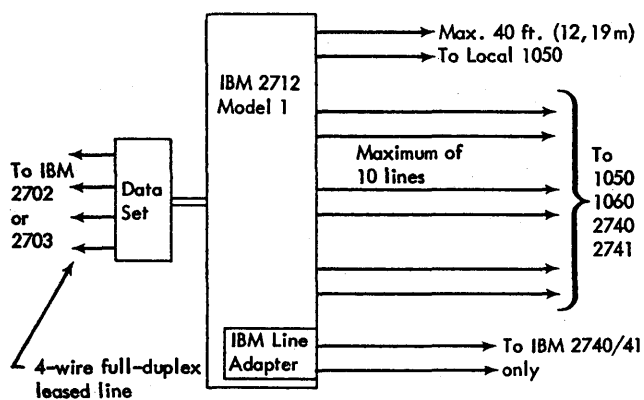 Max. 40 ft. (12,19m)
To Local 1050
IBM 2712
Model 1
Maximum of
10 lines
To
1050
1060
2740
2741
To IBM
2702
or
2703
Data
Set
4-wire full-duplex
leased line
IBM Line
Adapter
To IBM 2740/41
only